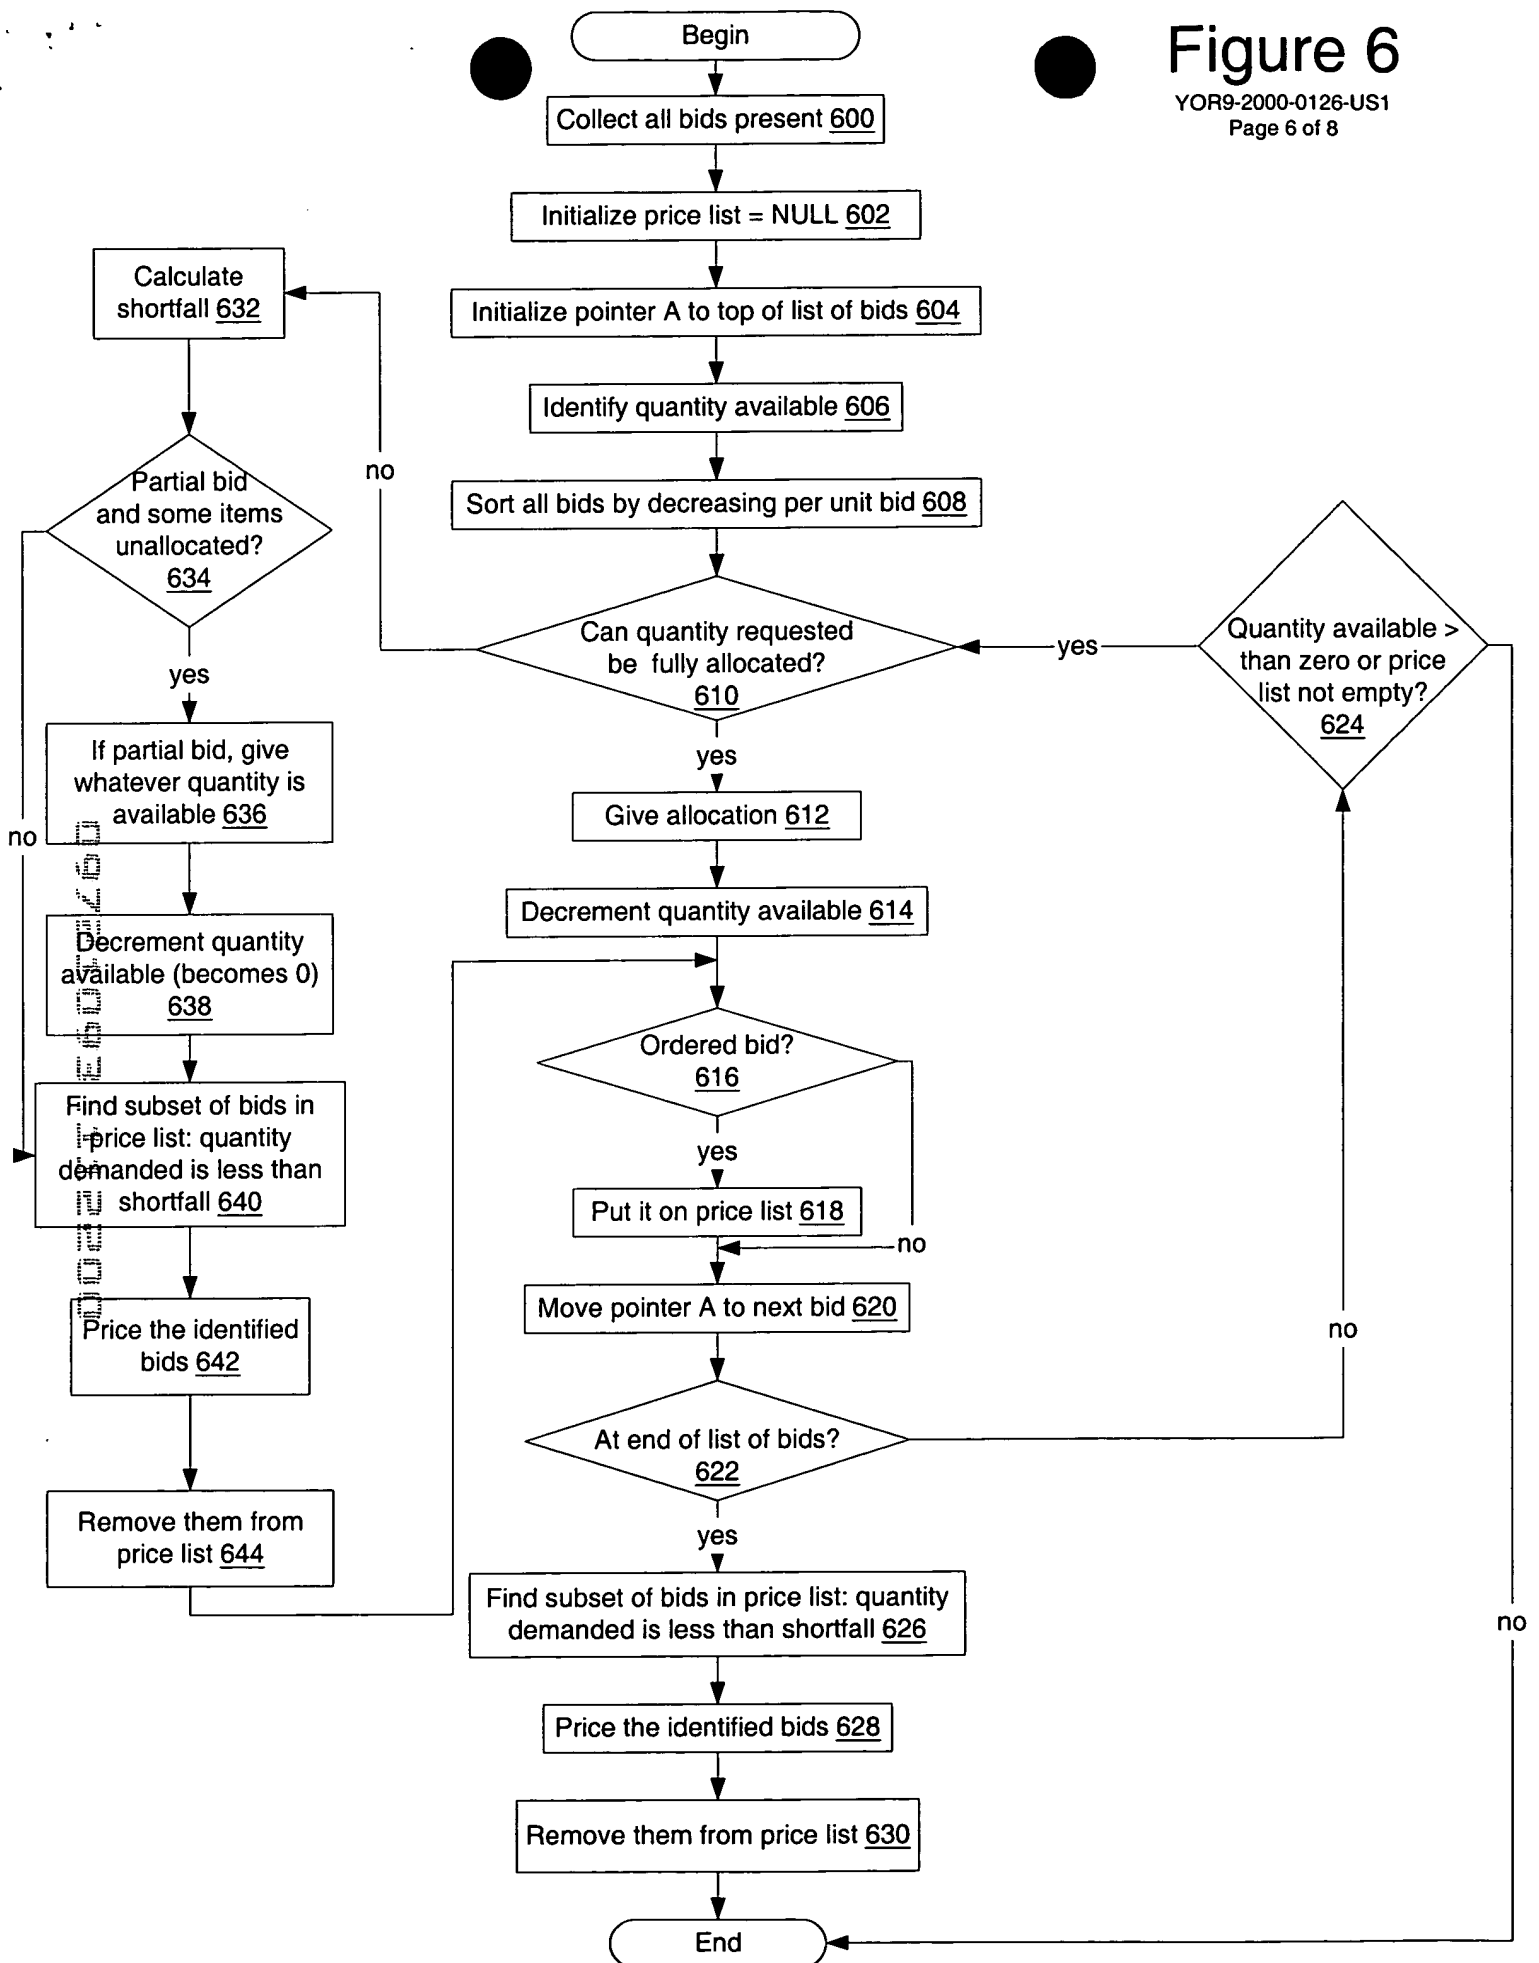 Begin
Figure 6
YOR9-2000-0126-US1
Page 6 of 8
Collect all bids present 600
Initialize price list = NULL 602
Initialize pointer A to top of list of bids 604
Identify quantity available 606
Sort all bids by decreasing per unit bid 608
Can quantity requested
be fully allocated?
610
yes
no
Give allocation 612
Decrement quantity available 614
Ordered bid?
616
yes
no
Put it on price list 618
Move pointer A to next bid 620
At end of list of bids?
622
yes
no
Find subset of bids in price list: quantity
demanded is less than shortfall 626
Price the identified bids 628
Remove them from price list 630
End
Quantity available >
than zero or price
list not empty?
624
yes
no
Calculate
shortfall 632
Partial bid
and some items
unallocated?
634
yes
no
If partial bid, give
whatever quantity is
available 636
Decrement quantity
available (becomes 0)
638
Find subset of bids in
price list: quantity
demanded is less than
shortfall 640
Price the identified
bids 642
Remove them from
price list 644